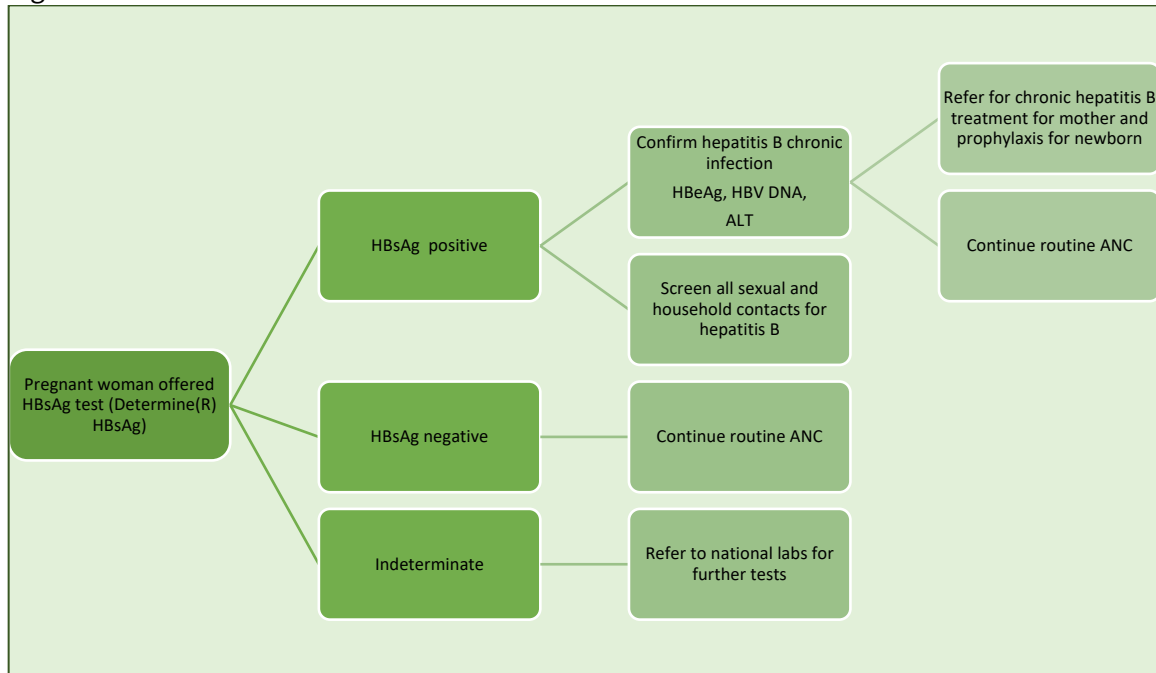 Refer for chronic hepatitis B
treatment for mother and
prophylaxis for newborn
Confirm hepatitis B chronic
infection
HBeAg, HBV DNA,
ALT
HBsAg  positive
Continue routine ANC
Screen all sexual and
household contacts for
hepatitis B
Pregnant woman offered
HBsAg test (Determine(R)
HBsAg)
HBsAg negative
Continue routine ANC
Indeterminate
Refer to national labs for
further tests